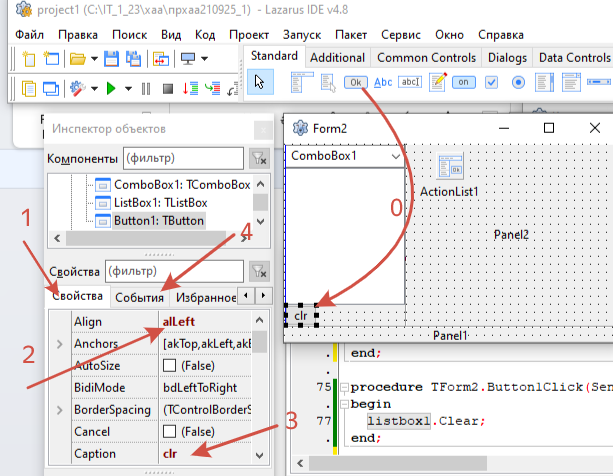 project1 (C:\IT_1_23\xaa\npxaa210925_1) - Lazarus IDE v4.8
Файл Правка Поиск Вид Код Проект Запуск Пакет Сервис Окно Справка
Standard Additional Common Controls Dialogs Data Controls
Ok Abc abcI on
Инспектор объектов
Компоненты (фильтр)
ComboBox1: TComboBox
ListBox1: TListBox
Button1: TButton
1
4
Свойства (фильтр)
Свойства События Избранное
Align alLeft
2
Anchors [akTop,akLeft,akB
AutoSize (False)
BidiMode bdLeftToRight
BorderSpacing (TControlBorderS
Cancel (False)
3
Caption clr
Form2
ComboBox1
ActionList1
0
Panel2
clr
Panel1
end;
75 procedure TForm2.Button1Click(Sen
begin
77 listbox1.Clear;
end;